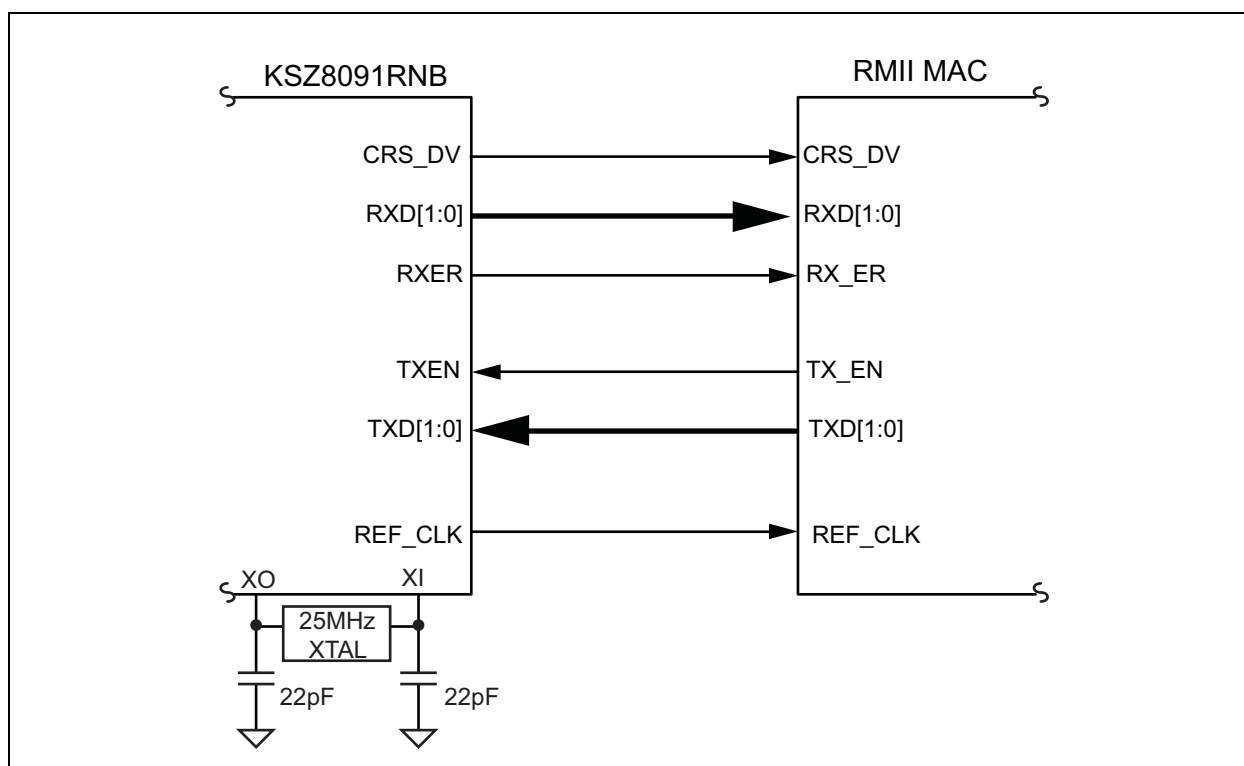 KSZ8091RNB RMII MAC
CRS_DV CRS_DV
RXD[1:0] RXD[1:0]
RXER RX_ER
TXEN TX_EN
TXD[1:0] TXD[1:0]
REF_CLK REF_CLK
XO XI
25MHz
XTAL
22pF 22pF